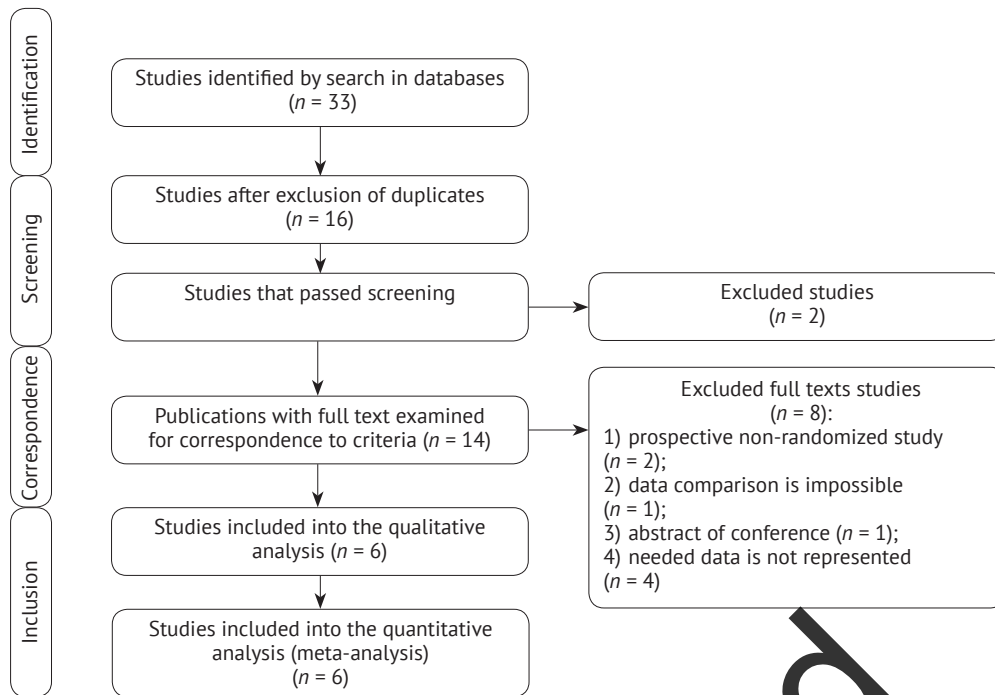 Identification
Studies identified by search in databases
(n = 33)
Screening
Studies after exclusion of duplicates
(n = 16)
Studies that passed screening
Excluded studies
(n = 2)
Correspondence
Publications with full text examined
for correspondence to criteria (n = 14)
Excluded full texts studies
(n = 8):
1) prospective non-randomized study
(n = 2);
2) data comparison is impossible
(n = 1);
3) abstract of conference (n = 1);
4) needed data is not represented
(n = 4)
Inclusion
Studies included into the qualitative
analysis (n = 6)
Studies included into the quantitative
analysis (meta-analysis)
(n = 6)